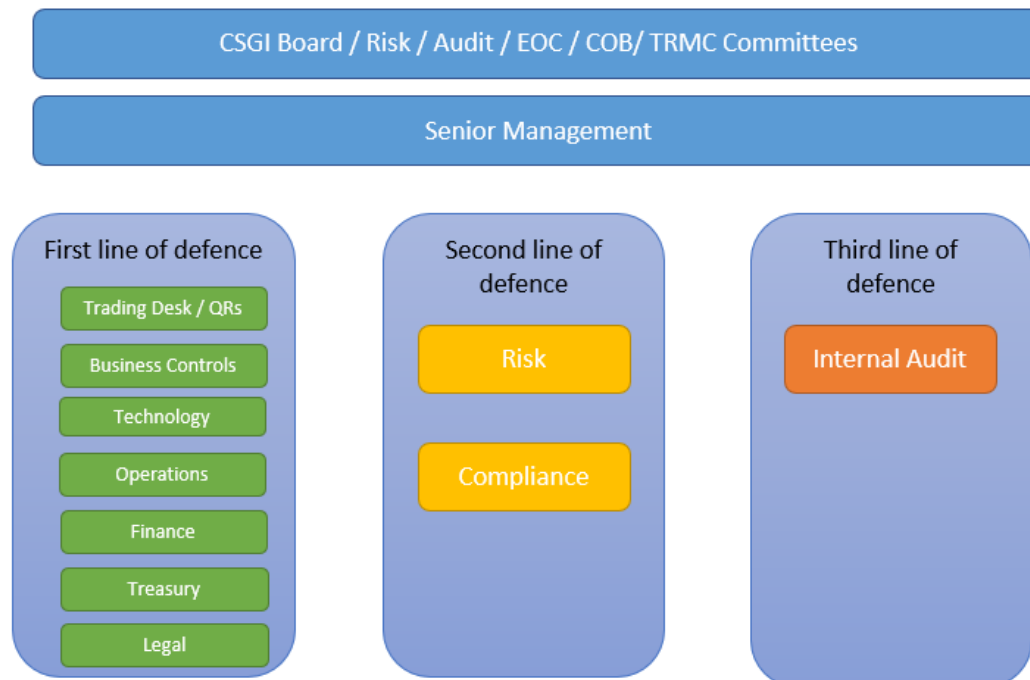 CSGI Board / Risk / Audit / EOC / COB/ TRMC Committees
Senior Management
First line of defence
Trading Desk / QRs
Business Controls
Technology
Operations
Finance
Treasury
Legal
Second line of
defence
Risk
Compliance
Third line of
defence
Internal Audit